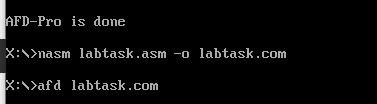 AFD-Pro is done
X:\>nasm labtask.asm -o labtask.com
X:\>afd labtask.com